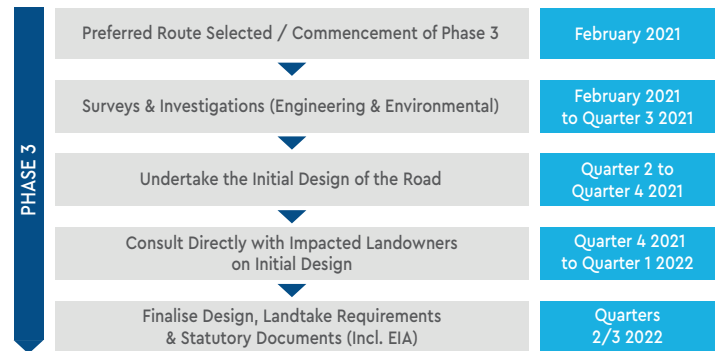 PHASE 3
Preferred Route Selected / Commencement of Phase 3
February 2021
Surveys & Investigations (Engineering & Environmental)
February 2021
to Quarter 3 2021
Undertake the Initial Design of the Road
Quarter 2 to
Quarter 4 2021
Consult Directly with Impacted Landowners
on Initial Design
Quarter 4 2021
to Quarter 1 2022
Finalise Design, Landtake Requirements
& Statutory Documents (Incl. EIA)
Quarters
2/3 2022